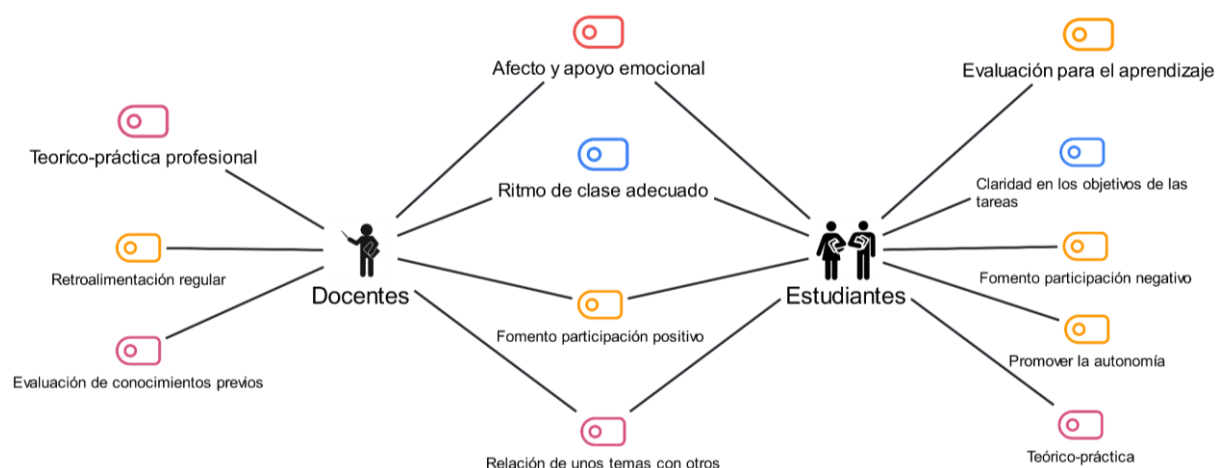 Afecto y apoyo emocional
Evaluación para el aprendizaje
Teoríco-práctica profesional
Ritmo de clase adecuado
Claridad en los objetivos de las
tareas
Retroalimentación regular
Docentes
Estudiantes
Fomento participación negativo
Fomento participación positivo
Promover la autonomía
Evaluación de conocimientos previos
Relación de unos temas con otros
Teórico-práctica